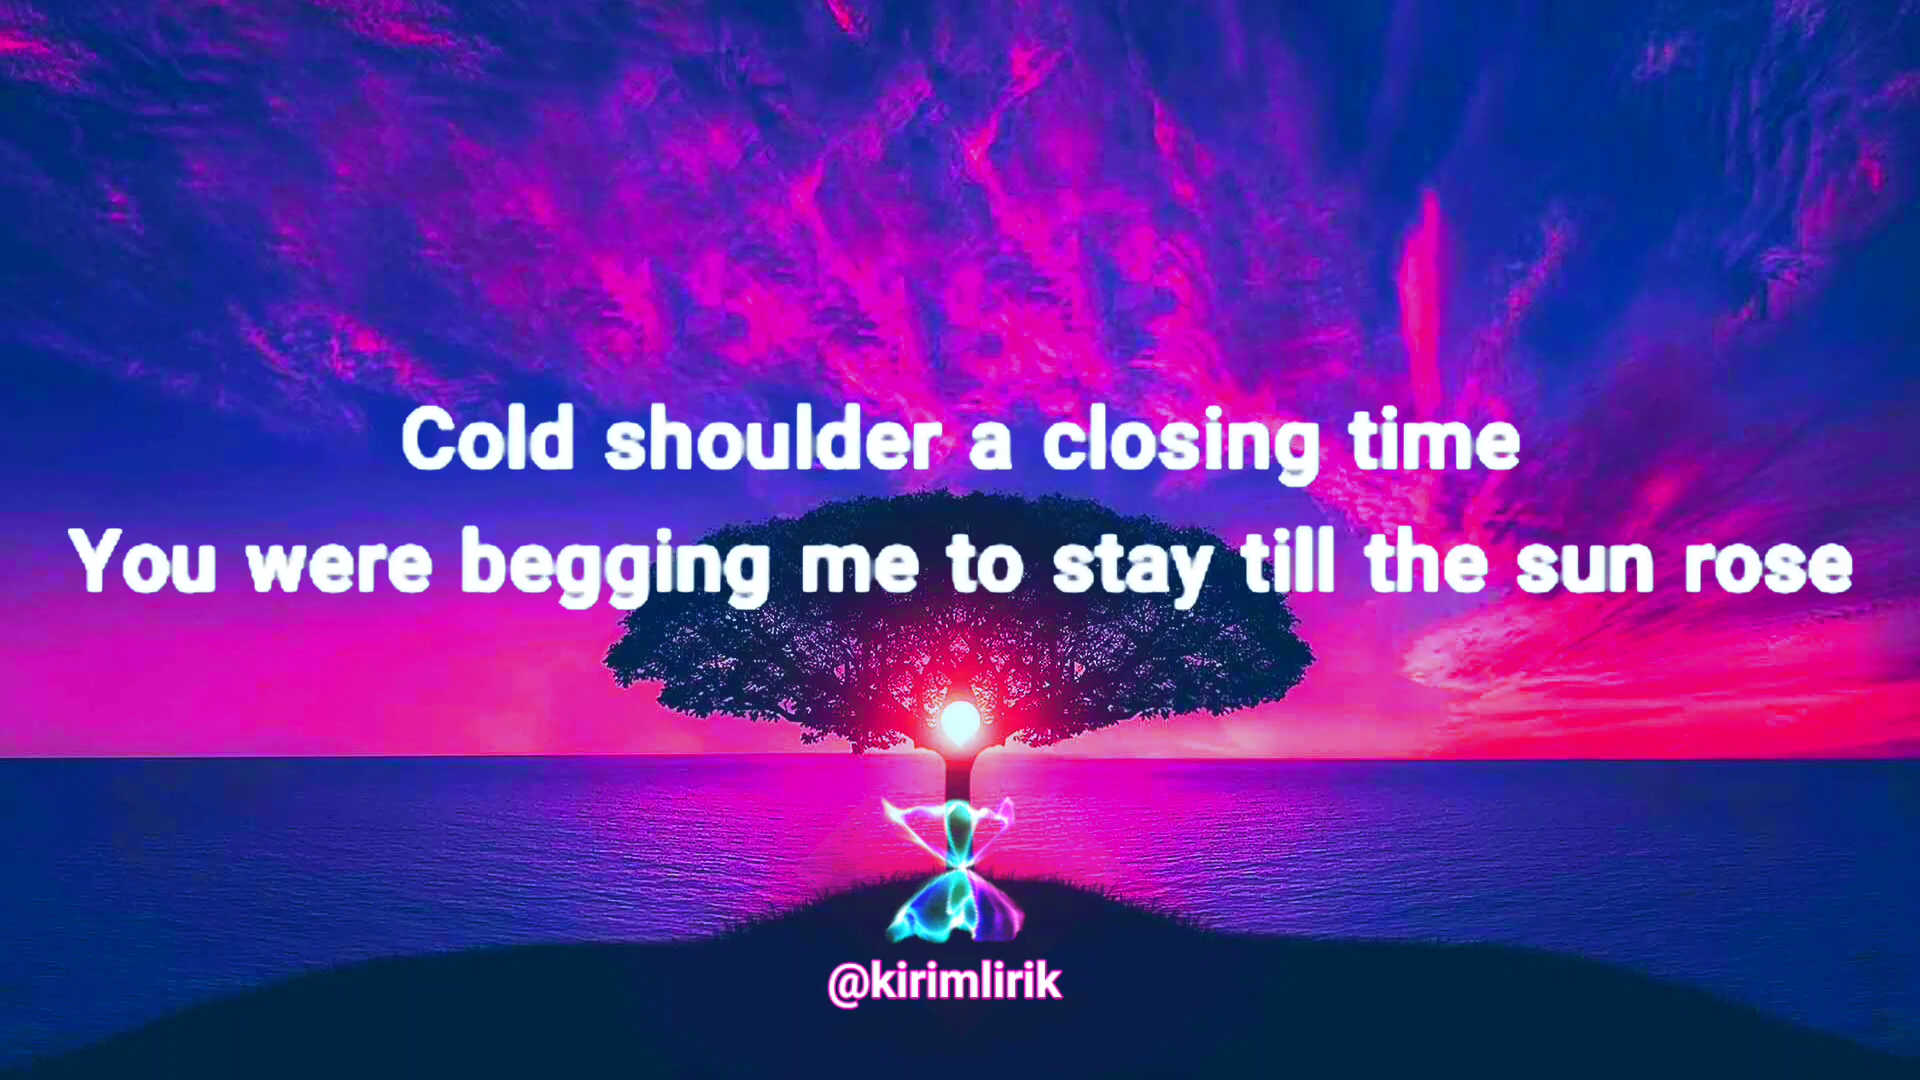 Cold shoulder a closing time
You were begging me to stay till the sun rose
@kirimlirik